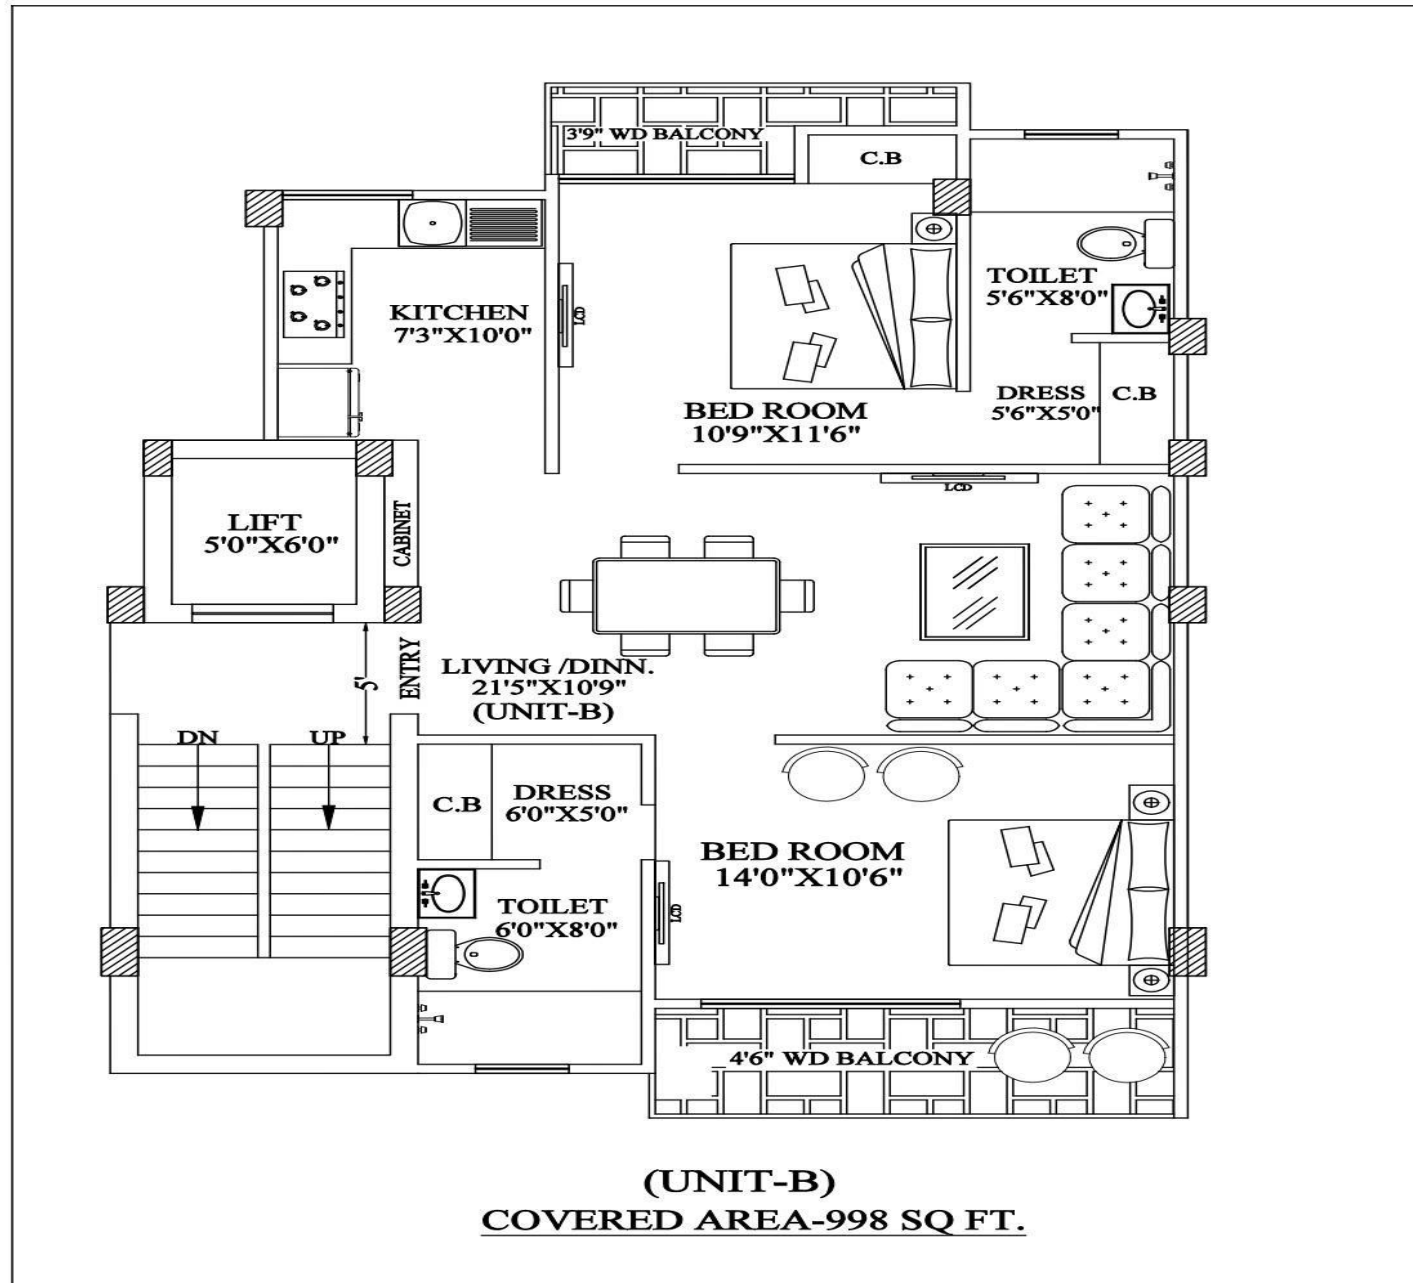 3'9" WD BALCONY
C.B
TOILET
5'6"X8'0"
KITCHEN
7'3"X10'0"
LCD
DRESS
5'6"X5'0"
C.B
BED ROOM
10'9"X11'6"
LCD
LIFT
5'0"X6'0"
CABINET
ENTRY
5'
LIVING /DINN.
21'5"X10'9"
(UNIT-B)
DN
UP
C.B
DRESS
6'0"X5'0"
BED ROOM
14'0"X10'6"
LCD
TOILET
6'0"X8'0"
4'6" WD BALCONY
(UNIT-B)
COVERED AREA-998 SQ FT.